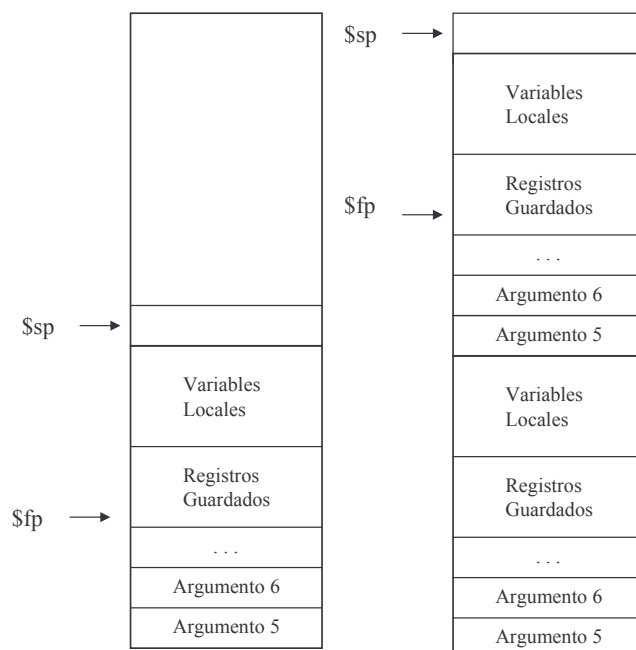 $sp
Variables
Locales
$fp
Registros
Guardados
. . .
Argumento 6
Argumento 5
$sp
Variables
Locales
$fp
Registros
Guardados
. . .
Argumento 6
Argumento 5
Variables
Locales
Registros
Guardados
. . .
Argumento 6
Argumento 5